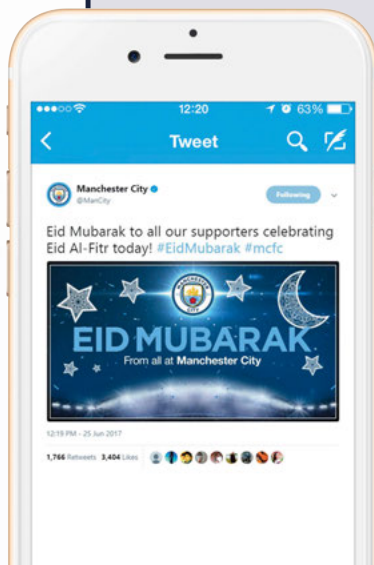 12:20
63%
Tweet
Manchester City
@ManCity
Following
Eid Mubarak to all our supporters celebrating
Eid Al-Fitr today! #EidMubarak #mcfc
MANCHESTER
CITY
EID MUBARAK
From all at Manchester City
12:19 PM - 25 Jun 2017
1,766 Retweets 3,404 Likes